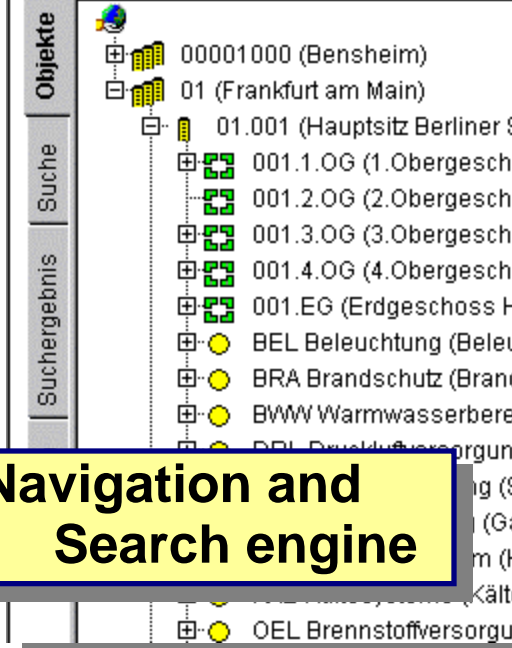 Objekte
Suche
Suchergebnis
00001000 (Bensheim)
01 (Frankfurt am Main)
01.001 (Hauptsitz Berliner S
001.1.OG (1.Obergesch
001.2.OG (2.Obergesch
001.3.OG (3.Obergesch
001.4.OG (4.Obergesch
001.EG (Erdgeschoss H
BEL Beleuchtung (Beleu
BRA Brandschutz (Brand
BWW Warmwasserbere
Navigation and
Search engine
OEL Brennstoffversorgu